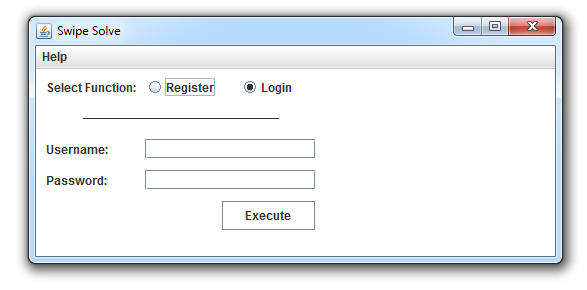 Swipe Solve
Help
Select Function: Register Login
Username:
Password:
Execute